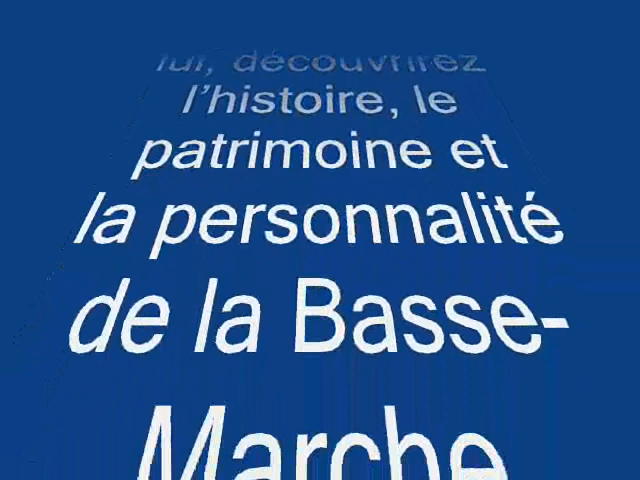 lui, découvrirez
l'histoire, le
patrimoine et
la personnalité
de la Basse-
Marche